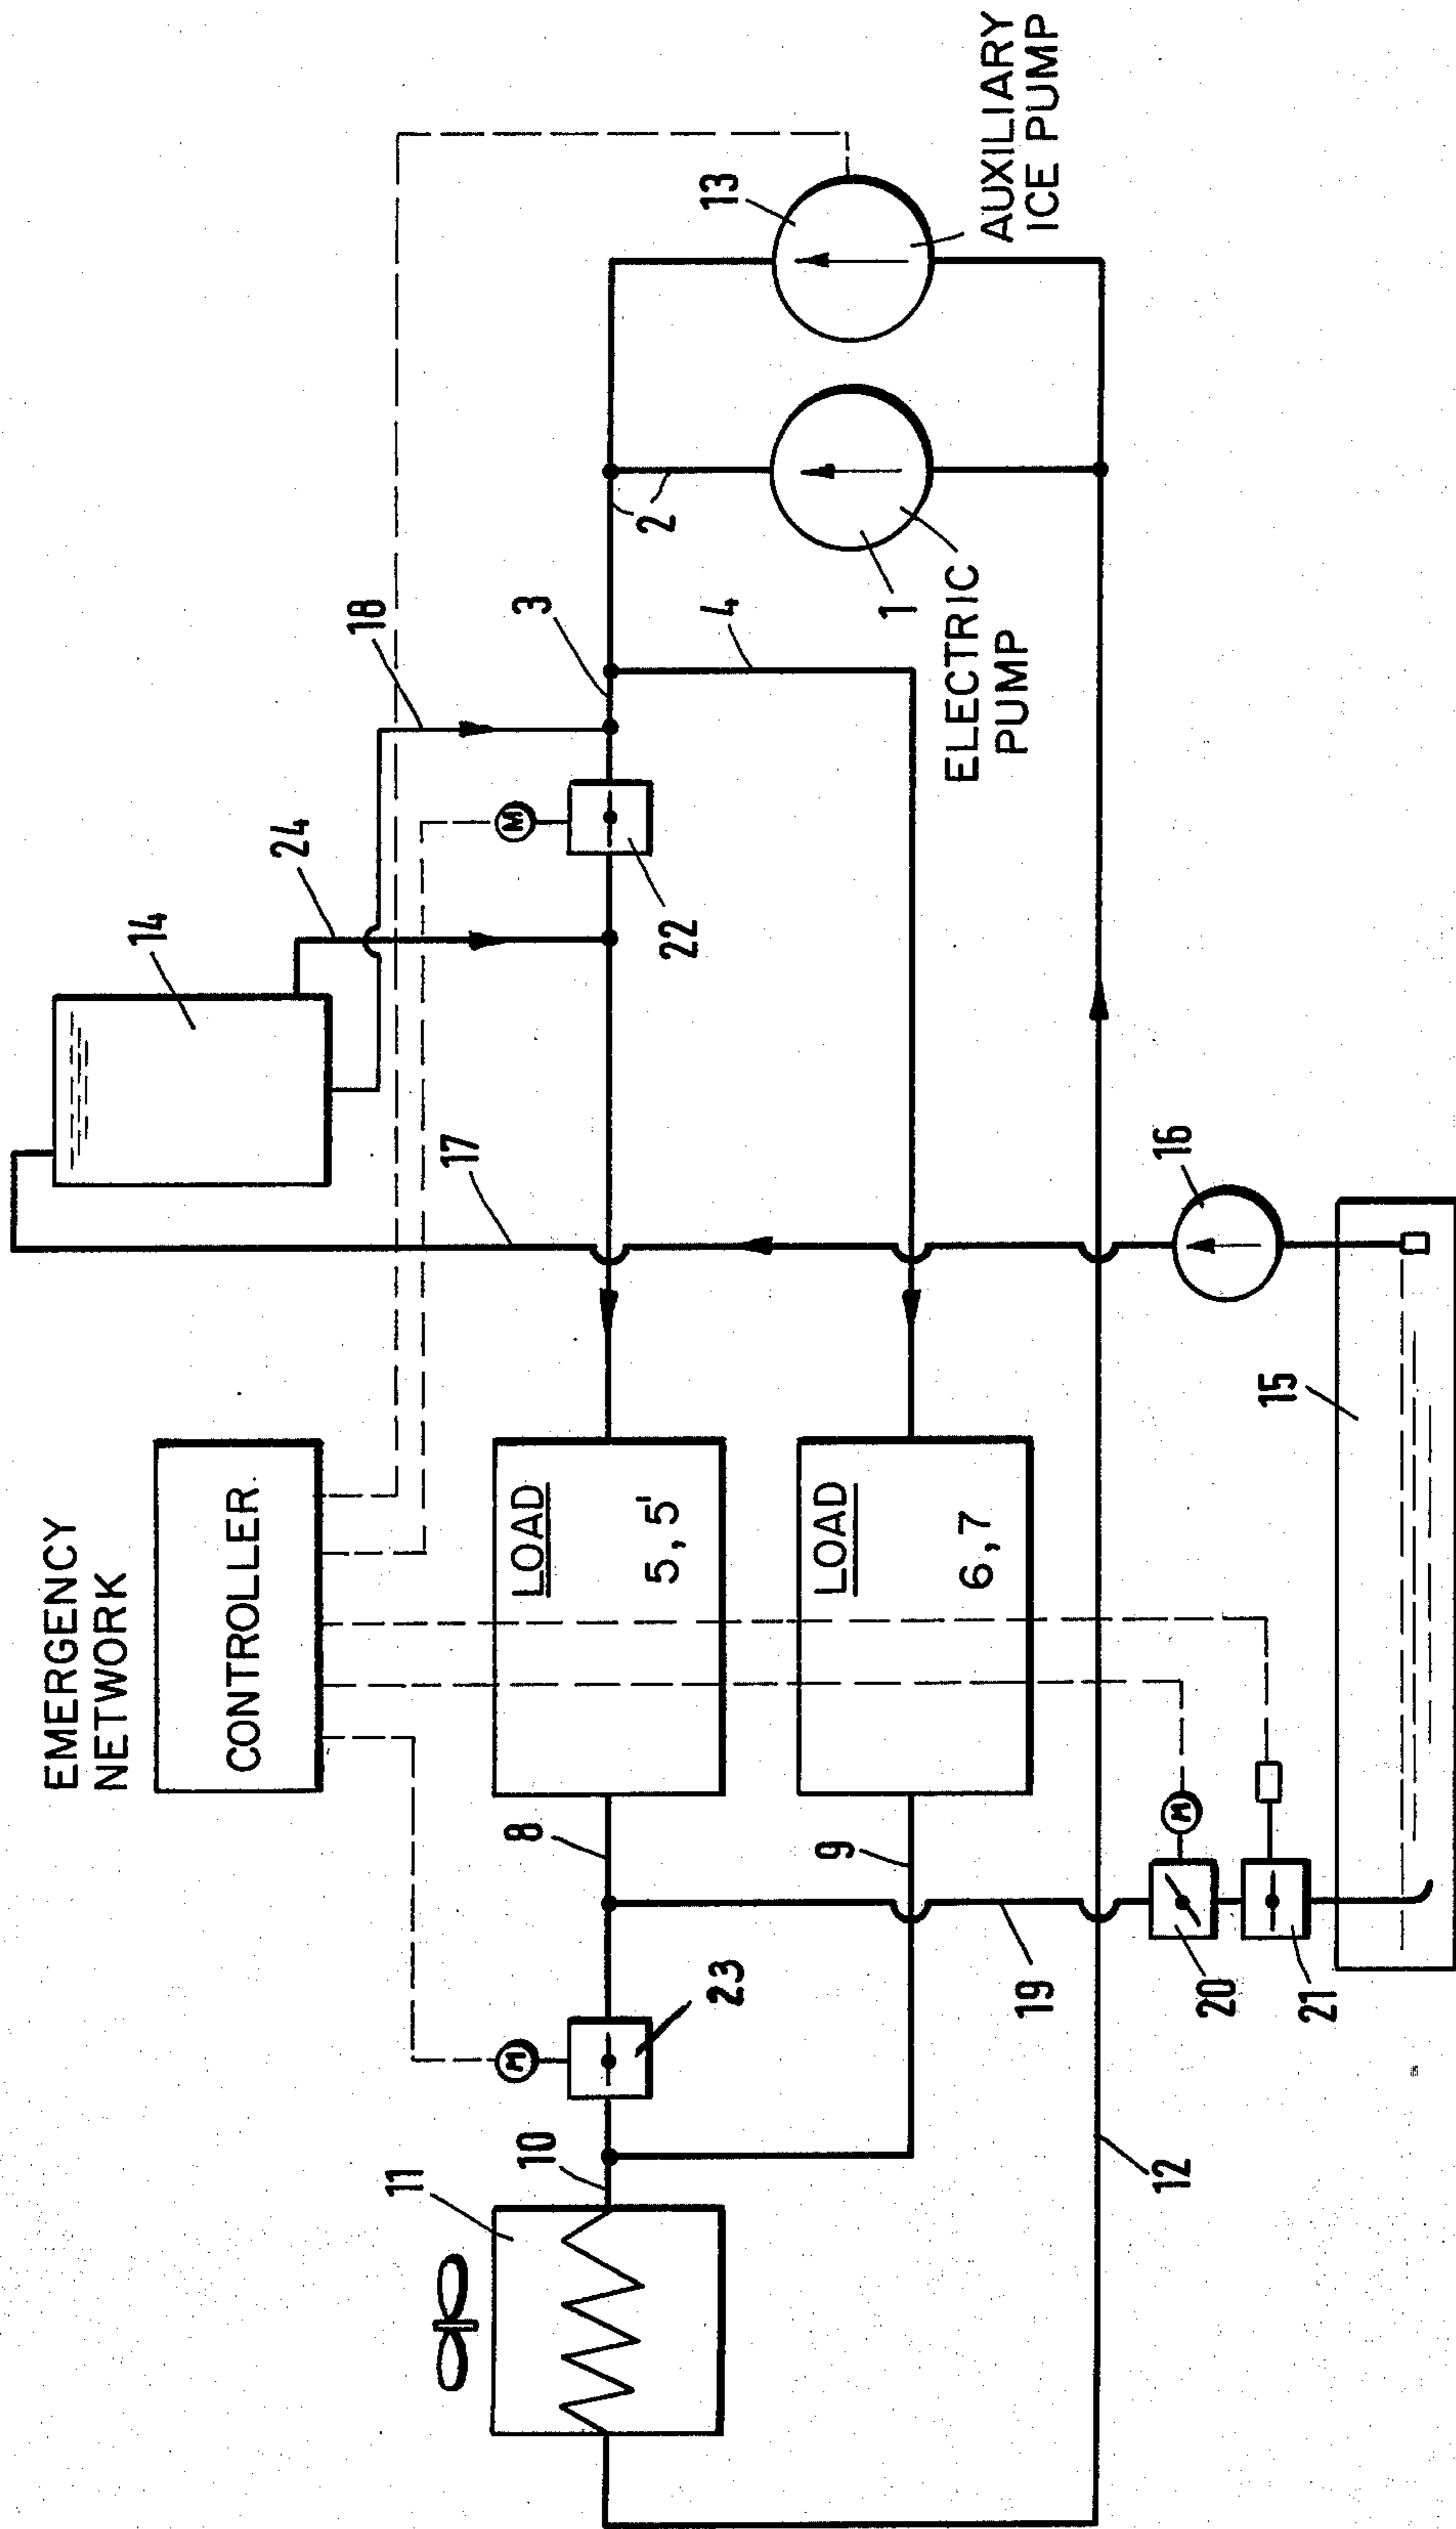 EMERGENCY
NETWORK
CONTROLLER.
14
24
18
17
M
M
11
10
23
8
LOAD
5, 5'
22
3
2
13
AUXILIARY
ICE PUMP
9
LOAD
6, 7
4
1
ELECTRIC
PUMP
12
19
M
20
21
15
16